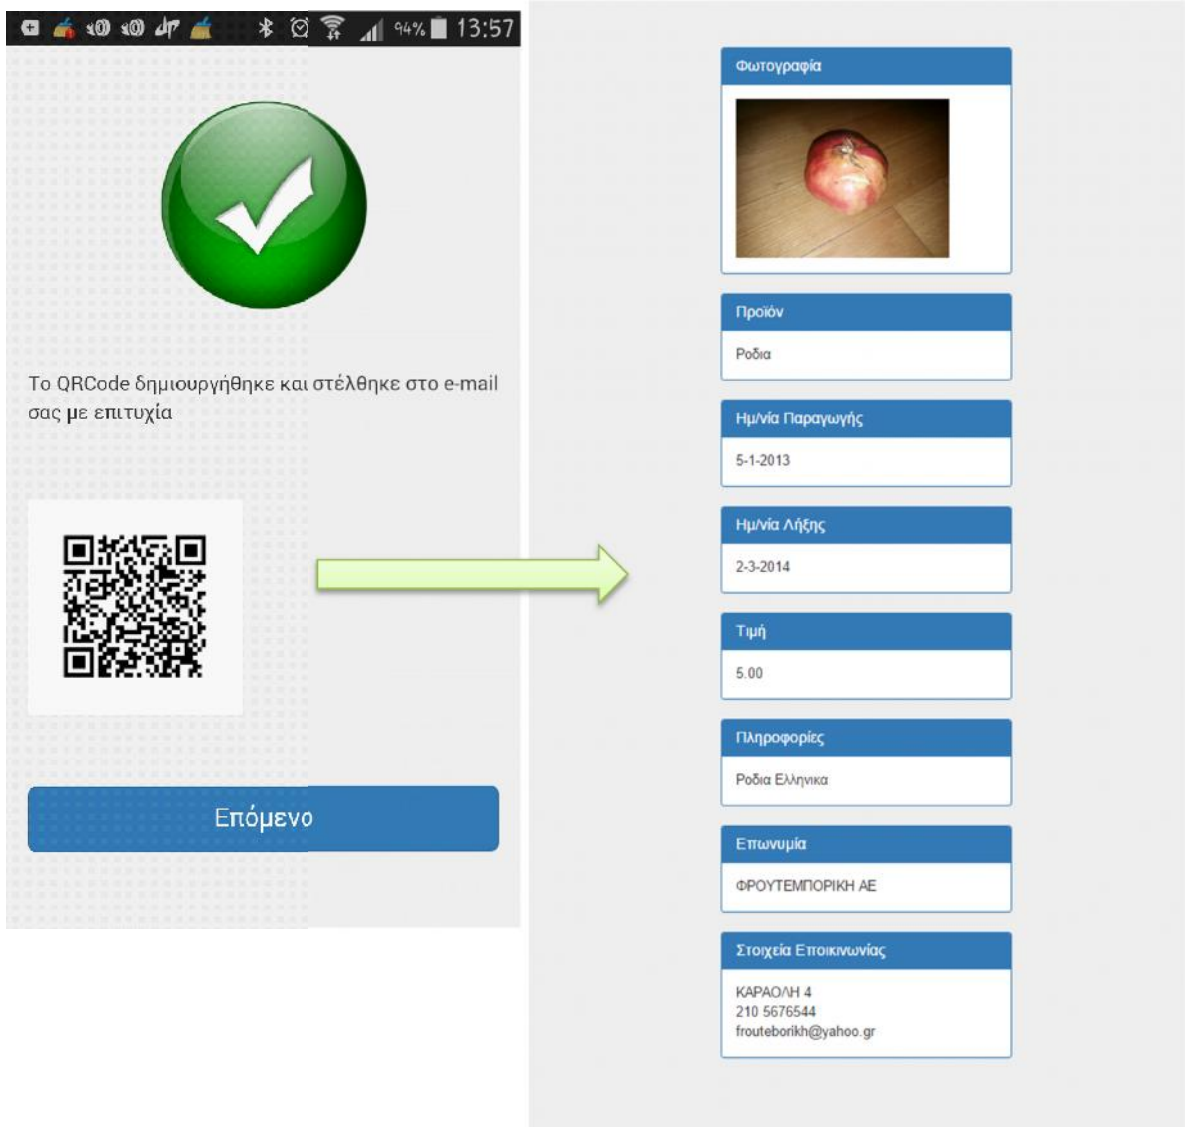 94% 13:57
Το QRCode δημιουργήθηκε και στέλθηκε στο e-mail
σας με επιτυχία
Επόμενο
Φωτογραφία
Προϊόν
Ροδια
Ημ/νία Παραγωγής
5-1-2013
Ημ/νία Λήξης
2-3-2014
Τιμή
5.00
Πληροφορίες
Ροδια Ελληνικα
Επωνυμία
ΦΡΟΥΤΕΜΠΟΡΙΚΗ ΑΕ
Στοιχεία Εποικινωνίας
ΚΑΡΑΟΛΗ 4
210 5676544
frouteborikh@yahoo.gr